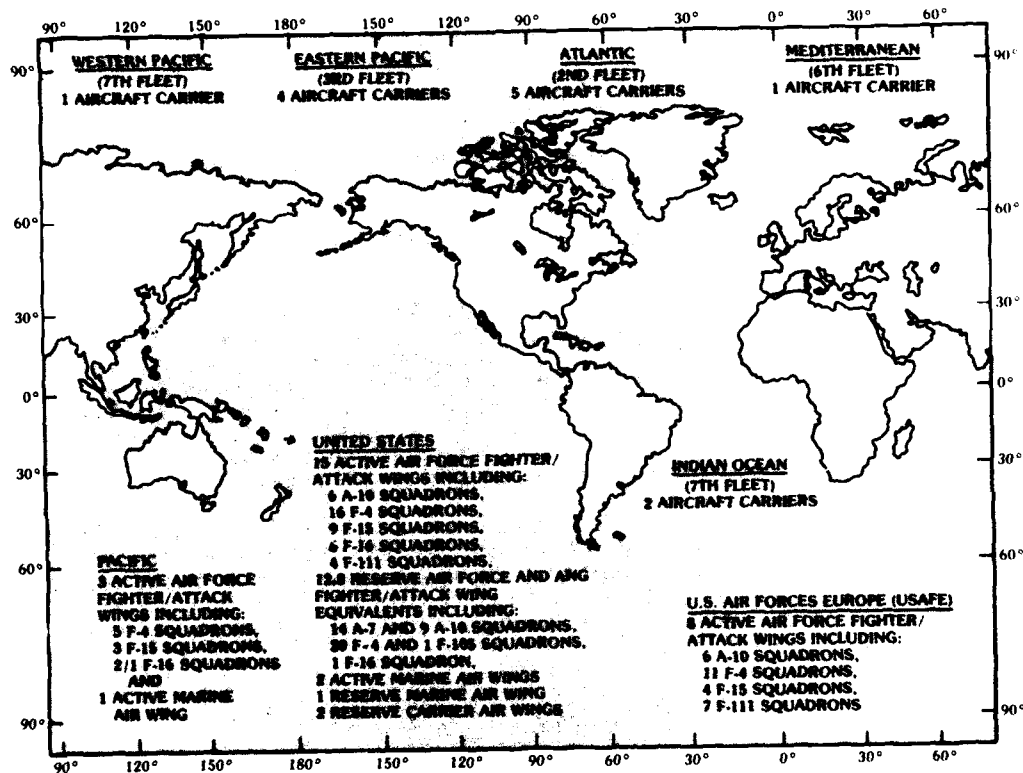 90° 120° 150° 180° 150° 120° 90° 60° 30° 0° 30° 60°
WESTERN PACIFIC
(7TH FLEET)
1 AIRCRAFT CARRIER
EASTERN PACIFIC
(3RD FLEET)
4 AIRCRAFT CARRIERS
ATLANTIC
(2ND FLEET)
5 AIRCRAFT CARRIERS
MEDITERRANEAN
(6TH FLEET)
1 AIRCRAFT CARRIER
90° 90°
60° 60°
30° 30°
0° 0°
30° 30°
60° 60°
90° 90°
INDIAN OCEAN
(7TH FLEET)
2 AIRCRAFT CARRIERS
UNITED STATES
15 ACTIVE AIR FORCE FIGHTER/
ATTACK WINGS INCLUDING:
6 A-10 SQUADRONS,
16 F-4 SQUADRONS,
9 F-15 SQUADRONS,
6 F-16 SQUADRONS,
4 F-111 SQUADRONS,
RESERVE AIR FORCE AND ANG
FIGHTER/ATTACK WING
EQUIVALENTS INCLUDING:
14 A-7 AND 9 A-10 SQUADRONS,
20 F-4 AND 1 F-105 SQUADRONS,
1 F-16 SQUADRON,
2 ACTIVE MARINE AIR WINGS
1 RESERVE MARINE AIR WING
2 RESERVE CARRIER AIR WINGS
PACIFIC
3 ACTIVE AIR FORCE
FIGHTER/ATTACK
WINGS INCLUDING:
5 F-4 SQUADRONS,
3 F-15 SQUADRONS,
2/1 F-16 SQUADRONS
AND
1 ACTIVE MARINE
AIR WING
U.S. AIR FORCES EUROPE (USAFE)
8 ACTIVE AIR FORCE FIGHTER/
ATTACK WINGS INCLUDING:
6 A-10 SQUADRONS,
11 F-4 SQUADRONS,
4 F-15 SQUADRONS,
7 F-111 SQUADRONS
90° 120° 150° 180° 150° 120° 90° 60° 30° 0° 30° 60°